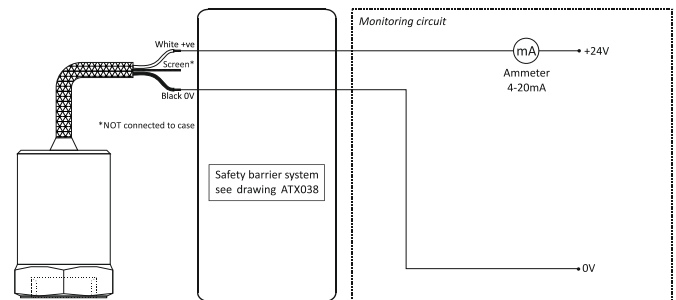 Monitoring circuit
White +ve
mA
+24V
Screen*
Ammeter
4-20mA
Black 0V
*NOT connected to case
Safety barrier system
see drawing ATX038
0V